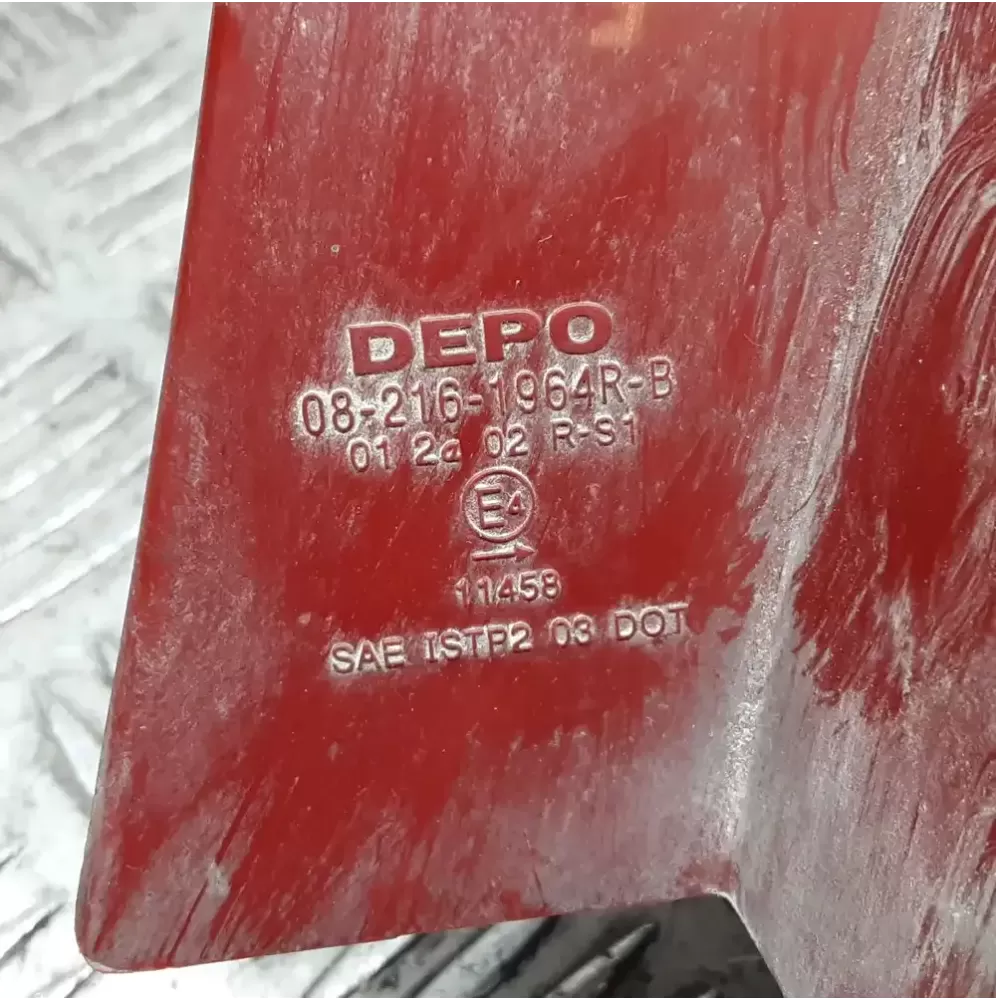 DEPO
08-216-1964R-B
01 2a 02 R-S1
E4
→
11458
SAE ISTP2 03 DOT